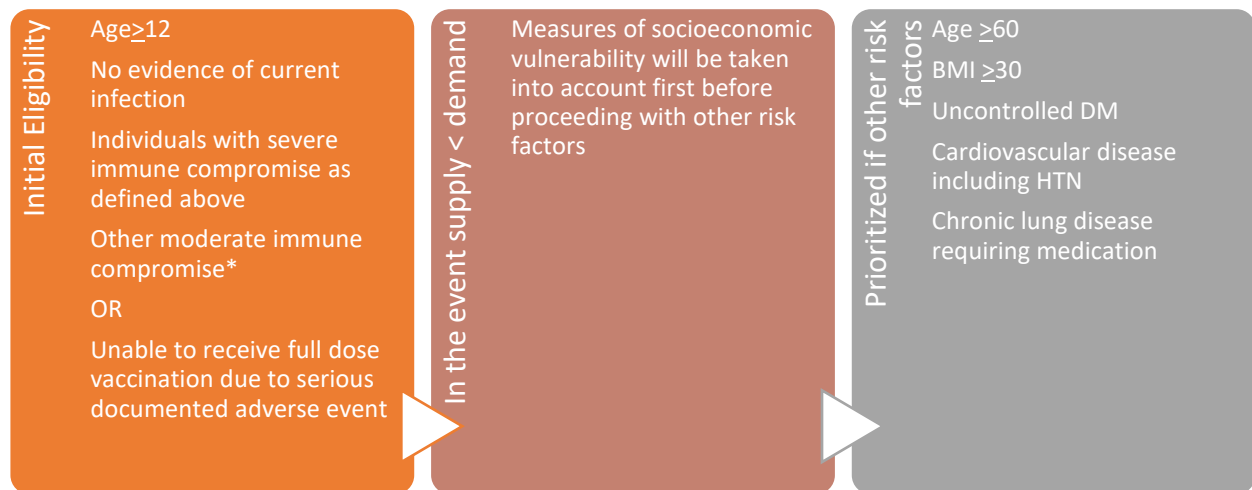 Initial Eligibility
Age≥12
No evidence of current
infection
Individuals with severe
immune compromise as
defined above
Other moderate immune
compromise*
OR
Unable to receive full dose
vaccination due to serious
documented adverse event
In the event supply < demand
Measures of socioeconomic
vulnerability will be taken
into account first before
proceeding with other risk
factors
Prioritized if other risk
factors
Age ≥60
BMI ≥30
Uncontrolled DM
Cardiovascular disease
including HTN
Chronic lung disease
requiring medication